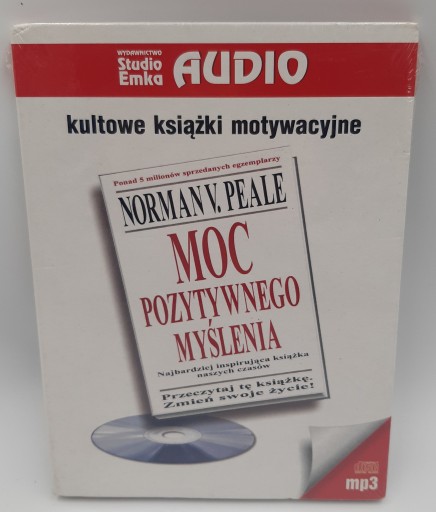 WYDAWNICTWO
Studio
Emka
AUDIO
kultowe książki motywacyjne
Ponad 5 milionów sprzedanych egzemplarzy
NORMAN V. PEALE
MOC
POZYTYWNEGO
MYŚLENIA
Najbardziej inspirująca książka
naszych czasów
Przeczytaj tę książkę.
Zmień swoje życie!
mp3